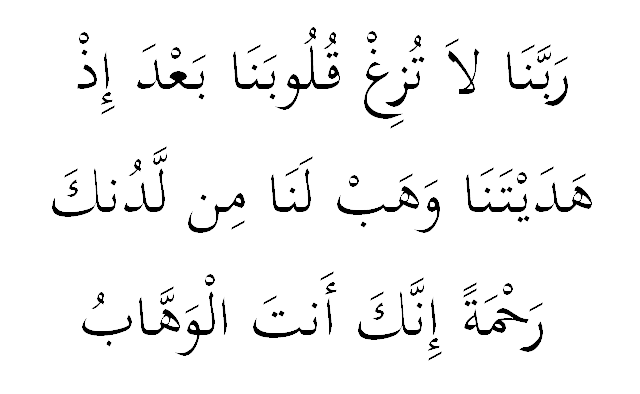 رَبَّنَا لاَ تُزِغْ قُلُوبَنَا بَعْدَ إِذْ
هَدَيْتَنَا وَهَبْ لَنَا مِن لَّدُنكَ
رَحْمَةً إِنَّكَ أَنتَ الْوَهَّابُ